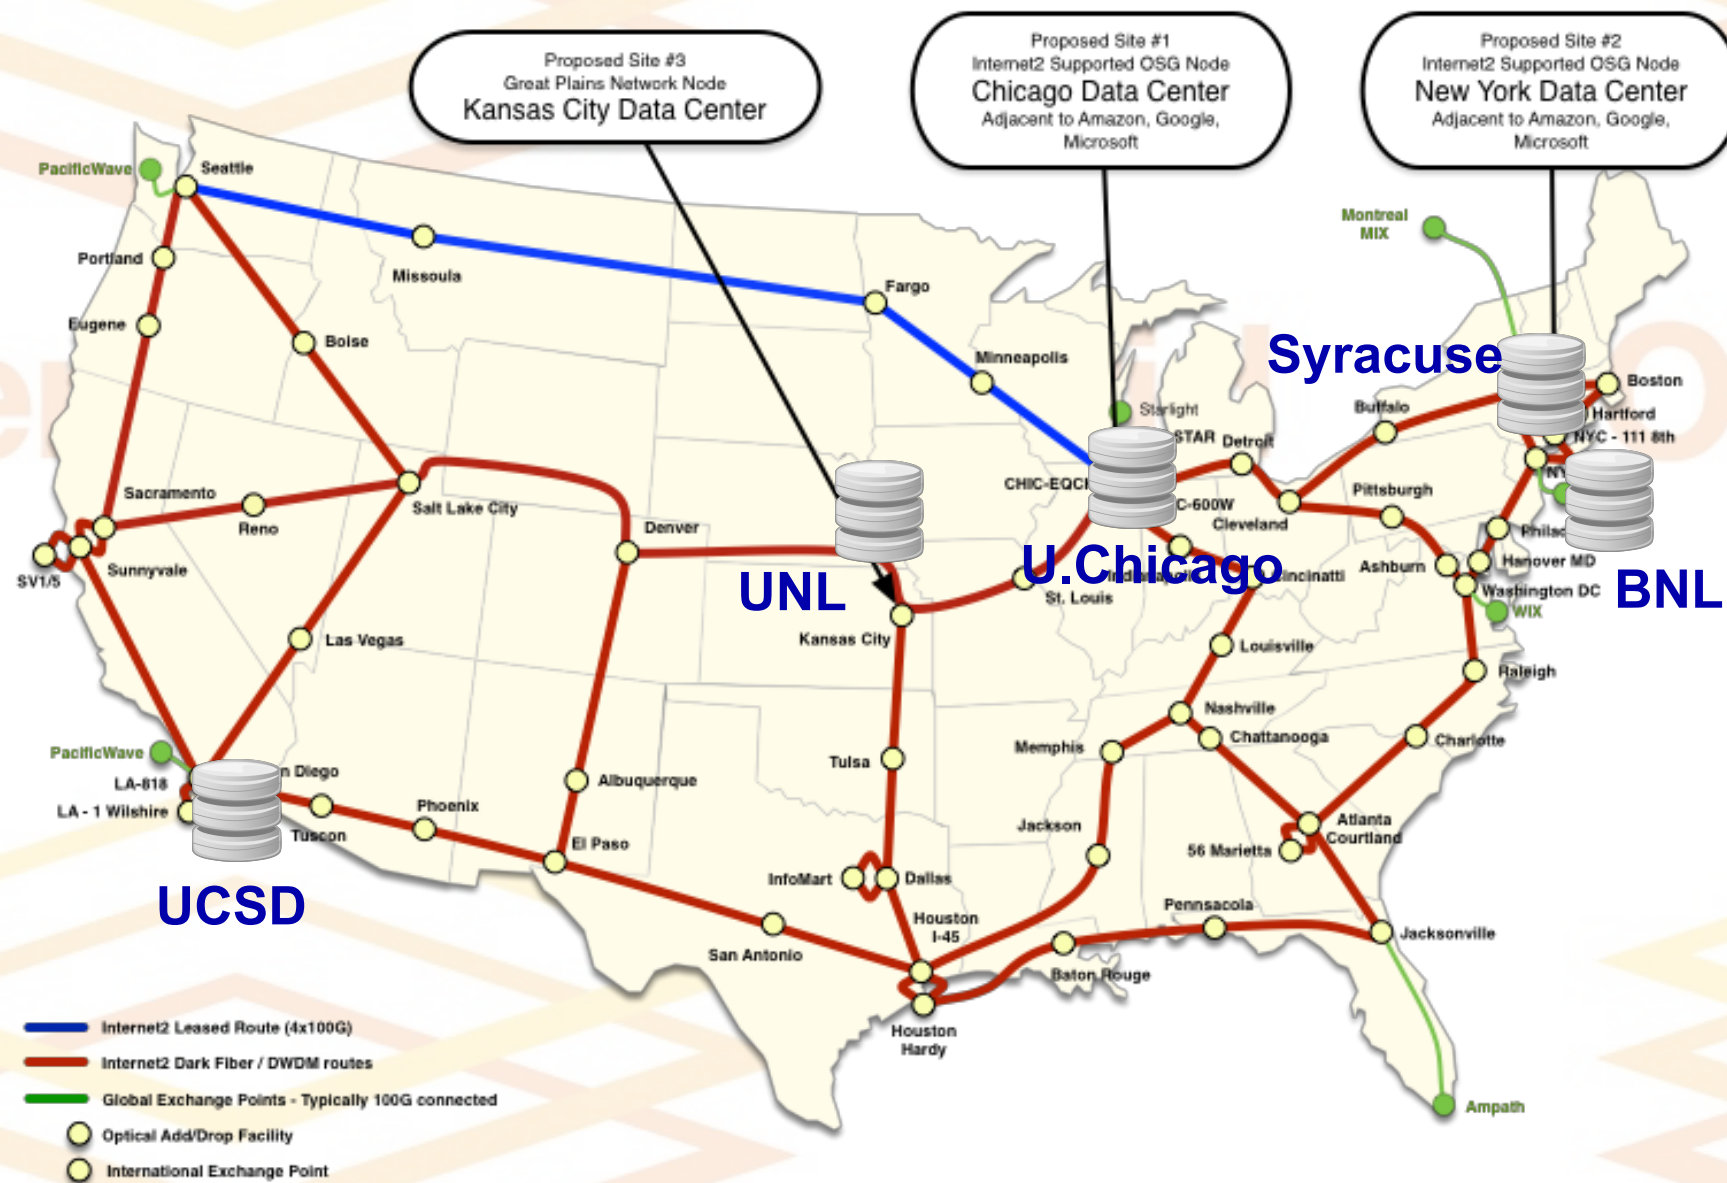 Proposed Site #3
Great Plains Network Node
Kansas City Data Center
Proposed Site #1
Internet2 Supported OSG Node
Chicago Data Center
Adjacent to Amazon, Google,
Microsoft
Proposed Site #2
Internet2 Supported OSG Node
New York Data Center
Adjacent to Amazon, Google,
Microsoft
PacificWave
Seattle
Portland
Missoula
Eugene
Boise
Fargo
Minneapolis
Montreal
MIX
Syracuse
Boston
Hartford
NYC - 111 8th
NY
Buffalo
Starlight
STAR
Detroit
CHIC-EQCH
C-600W
Cleveland
Pittsburgh
Sacramento
Reno
Salt Lake City
Denver
SV1/5
Sunnyvale
UNL
U.Chicago
Cincinatti
St. Louis
Ashburn
Philad
Hanover MD
Washington DC
BNL
WIX
Kansas City
Las Vegas
Louisville
Raleigh
Nashville
Chattanooga
Charlotte
Memphis
Tulsa
PacificWave
LA-818
n Diego
LA - 1 Wilshire
Tuscon
Phoenix
Albuquerque
El Paso
Jackson
Atlanta
Courtland
56 Marietta
InfoMart
Dallas
UCSD
Houston
I-45
Pennsacola
Jacksonville
San Antonio
Baton Rouge
Houston
Hardy
Ampath
Internet2 Leased Route (4x100G)
Internet2 Dark Fiber / DWDM routes
Global Exchange Points - Typically 100G connected
Optical Add/Drop Facility
International Exchange Point